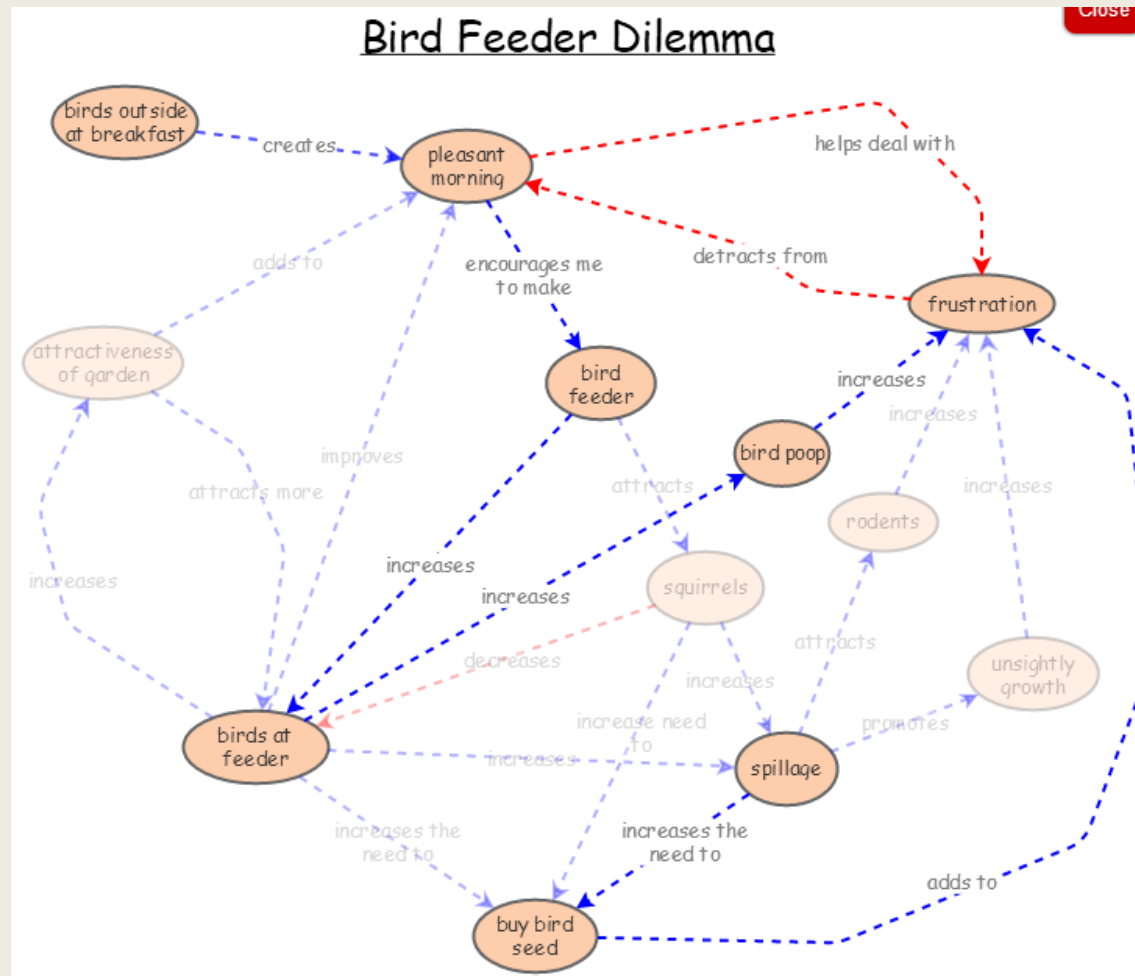 Close
Bird Feeder Dilemma
birds outside
at breakfast
creates
pleasant
morning
helps deal with
adds to
encourages me
to make
detracts from
frustration
attractiveness
of garden
bird
feeder
increases
increases
improves
bird poop
attracts more
attracts
increases
rodents
increases
increases
increases
squirrels
decreases
attracts
increases
unsightly
growth
increase need
to
promotes
birds at
feeder
increases
spillage
increases the
need to
increases the
need to
adds to
buy bird
seed